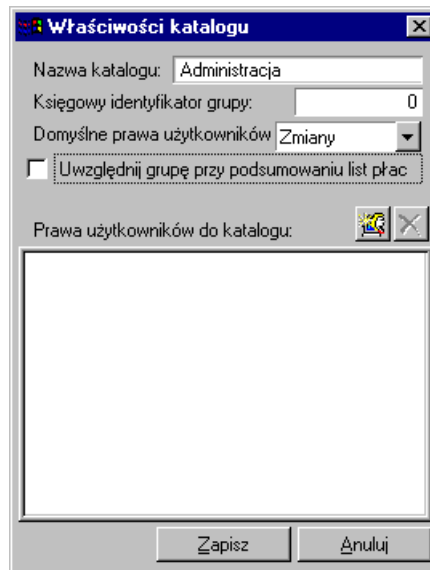 Właściwości katalogu
Nazwa katalogu: Administracja
Księgowy identyfikator grupy: 0
Domyślne prawa użytkowników Zmiany
Uwzględnij grupę przy podsumowaniu list płac
Prawa użytkowników do katalogu:
Zapisz Anuluj